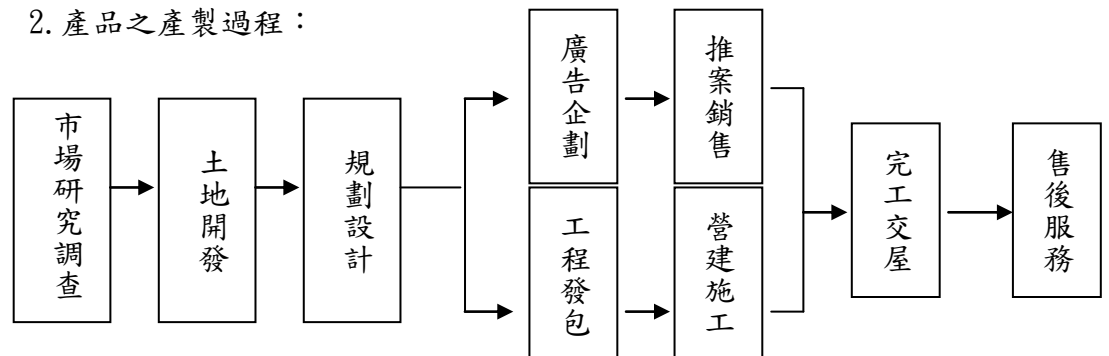 2.產品之產製過程：
市場研究調查
土地開發
規劃設計
廣告企劃
推案銷售
工程發包
營建施工
完工交屋
售後服務